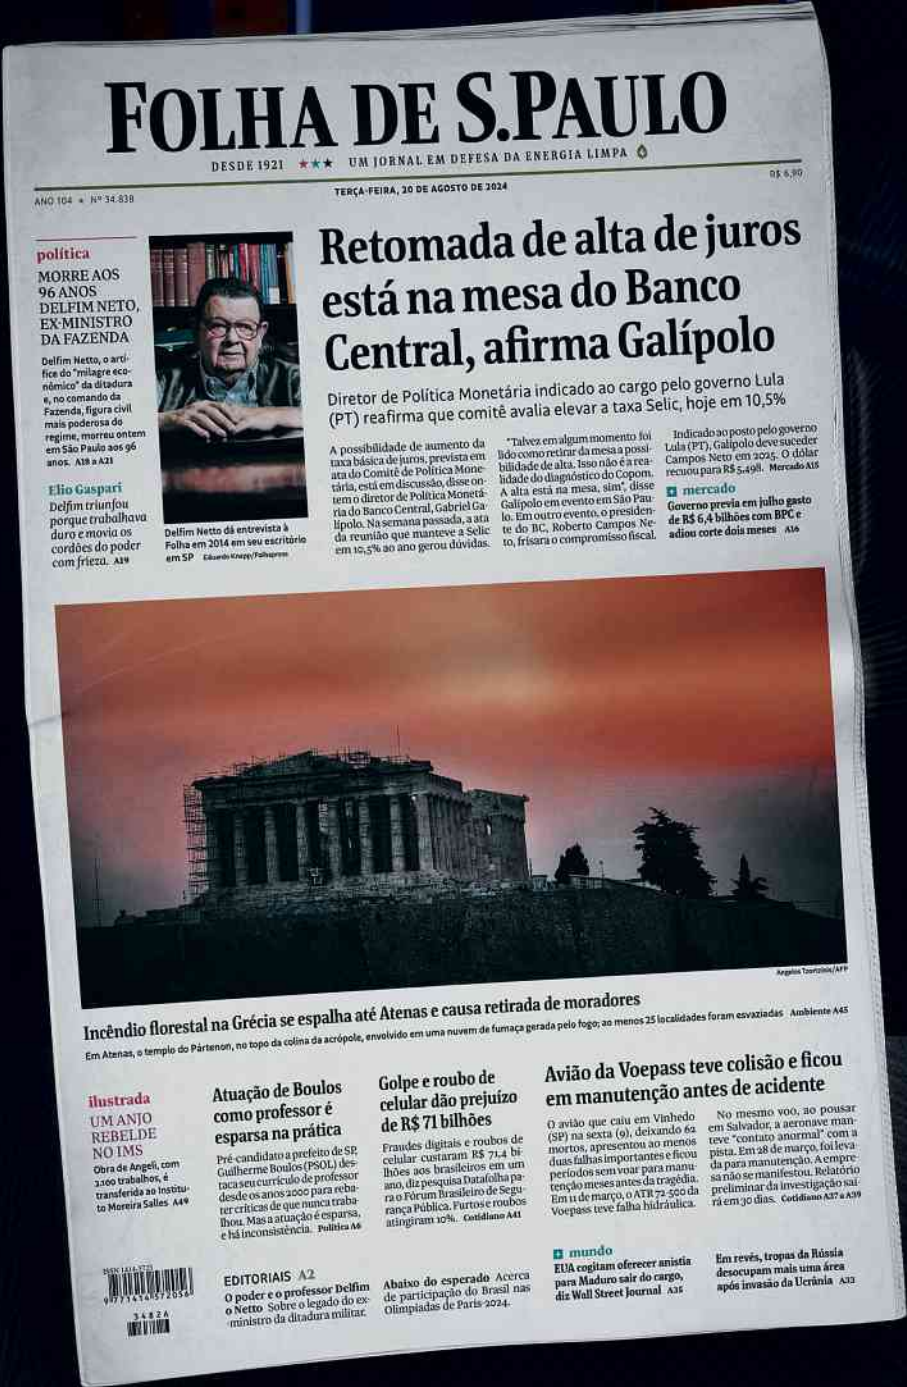 FOLHA DE S.PAULO
DESDE 1921 ★★★ UM JORNAL EM DEFESA DA ENERGIA LIMPA
ANO 104 • Nº 34.838
TERÇA-FEIRA, 20 DE AGOSTO DE 2024
R$ 6,90
política
MORRE AOS
96 ANOS
DELFIM NETO,
EX-MINISTRO
DA FAZENDA
Delfim Netto, o artí-
fice do "milagre eco-
nômico" da ditadura
e, no comando da
Fazenda, figura civil
mais poderosa do
regime, morreu ontem
em São Paulo aos 96
anos. A18 a A21
Elio Gaspari
Delfim triunfou
porque trabalhava
duro e movia os
cordões do poder
com frieza. A19
Delfim Netto dá entrevista à
Folha em 2014 em seu escritório
em SP Eduardo Knapp/Folhapress
Retomada de alta de juros
está na mesa do Banco
Central, afirma Galípolo
Diretor de Política Monetária indicado ao cargo pelo governo Lula
(PT) reafirma que comitê avalia elevar a taxa Selic, hoje em 10,5%
A possibilidade de aumento da
taxa básica de juros, prevista em
ata do Comitê de Política Mone-
tária, está em discussão, disse on-
tem o diretor de Política Monetá-
ria do Banco Central, Gabriel Ga-
lípolo. Na semana passada, a ata
da reunião que manteve a Selic
em 10,5% ao ano gerou dúvidas.
"Talvez em algum momento foi
lido como retirar da mesa a possi-
bilidade de alta. Isso não é a rea-
lidade do diagnóstico do Copom.
A alta está na mesa, sim", disse
Galípolo em evento em São Pau-
lo. Em outro evento, o presiden-
te do BC, Roberto Campos Ne-
to, frisara o compromisso fiscal.
Indicado ao posto pelo governo
Lula (PT), Galípolo deve suceder
Campos Neto em 2025. O dólar
recuou para R$ 5,498. Mercado A15
mercado
Governo previa em julho gasto
de R$ 6,4 bilhões com BPC e
adiou corte dois meses A16
Angelos Tzortzinis/AFP
Incêndio florestal na Grécia se espalha até Atenas e causa retirada de moradores
Em Atenas, o templo do Pártenon, no topo da colina da acrópole, envolvido em uma nuvem de fumaça gerada pelo fogo; ao menos 25 localidades foram esvaziadas Ambiente A45
ilustrada
UM ANJO
REBELDE
NO IMS
Obra de Angeli, com
3.100 trabalhos, é
transferida ao Institu-
to Moreira Salles A49
Atuação de Boulos
como professor é
esparsa na prática
Pré-candidato a prefeito de SP,
Guilherme Boulos (PSOL) des-
taca seu currículo de professor
desde os anos 2000 para reba-
ter críticas de que nunca traba-
lhou. Mas a atuação é esparsa,
e há inconsistência. Política A6
Golpe e roubo de
celular dão prejuízo
de R$ 71 bilhões
Fraudes digitais e roubos de
celular custaram R$ 71,4 bi-
lhões aos brasileiros em um
ano, diz pesquisa Datafolha pa-
ra o Fórum Brasileiro de Segu-
rança Pública. Furtos e roubos
atingiram 10%. Cotidiano A41
Avião da Voepass teve colisão e ficou
em manutenção antes de acidente
O avião que caiu em Vinhedo
(SP) na sexta (9), deixando 62
mortos, apresentou ao menos
duas falhas importantes e ficou
períodos sem voar para manu-
tenção meses antes da tragédia.
Em 11 de março, o ATR 72-500 da
Voepass teve falha hidráulica.
No mesmo voo, ao pousar
em Salvador, a aeronave man-
teve "contato anormal" com a
pista. Em 28 de março, foi leva-
da para manutenção. A empre-
sa não se manifestou. Relatório
preliminar da investigação sai-
rá em 30 dias. Cotidiano A37 a A39
ISSN 1414-5723
9 771414 572056
34826
EDITORIAIS A2
O poder e o professor Delfim
o Netto Sobre o legado do ex-
ministro da ditadura militar.
Abaixo do esperado Acerca
de participação do Brasil nas
Olimpíadas de Paris-2024.
mundo
EUA cogitam oferecer anistia
para Maduro sair do cargo,
diz Wall Street Journal A35
Em revés, tropas da Rússia
desocupam mais uma área
após invasão da Ucrânia A33